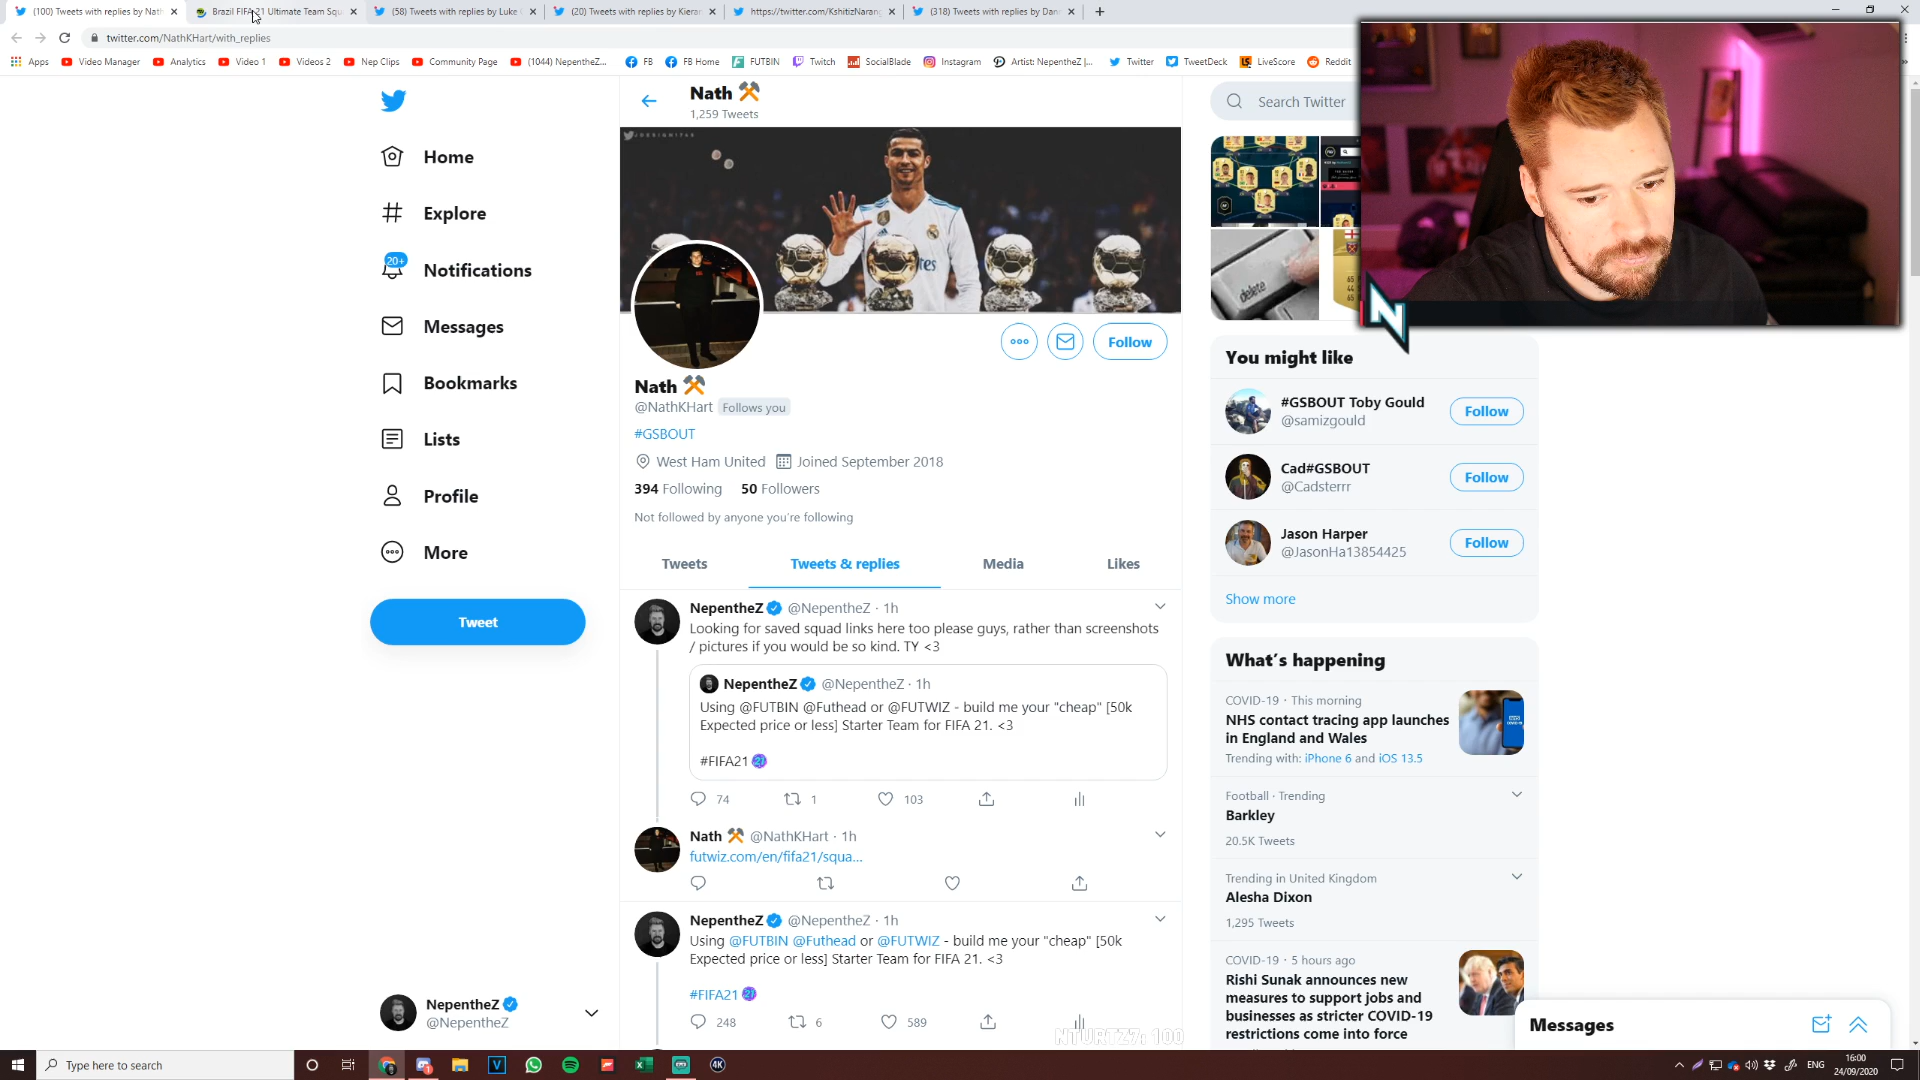 (100) Tweets with replies by Nath
Brazil FIFA 21 Ultimate Team Squ
(58) Tweets with replies by Luke
(20) Tweets with replies by Kieran
https://twitter.com/KshitizNarang
(318) Tweets with replies by Dan
twitter.com/NathKHart/with_replies
Apps
Video Manager
Analytics
Video 1
Videos 2
Nep Clips
Community Page
(1044) NepentheZ...
FB
FB Home
FUTBIN
Twitch
SocialBlade
Instagram
Artist: NepentheZ |...
Twitter
TweetDeck
LiveScore
Reddit
Home
Explore
20+
Notifications
Messages
Bookmarks
Lists
Profile
More
Tweet
NepentheZ
@NepentheZ
Nath
1,259 Tweets
Follow
Nath
@NathKHart Follows you
#GSBOUT
West Ham United Joined September 2018
394 Following 50 Followers
Not followed by anyone you're following
Tweets Tweets & replies Media Likes
NepentheZ @NepentheZ · 1h
Looking for saved squad links here too please guys, rather than screenshots
/ pictures if you would be so kind. TY <3
NepentheZ @NepentheZ · 1h
Using @FUTBIN @Futhead or @FUTWIZ - build me your "cheap" [50k
Expected price or less] Starter Team for FIFA 21. <3
#FIFA21
74 1 103
Nath @NathKHart · 1h
futwiz.com/en/fifa21/squa...
NepentheZ @NepentheZ · 1h
Using @FUTBIN @Futhead or @FUTWIZ - build me your "cheap" [50k
Expected price or less] Starter Team for FIFA 21. <3
#FIFA21
248 6 589
NTURTZ7: 100
Search Twitter
delete
N
You might like
#GSBOUT Toby Gould
@samizgould
Follow
Cad#GSBOUT
@Cadsterrr
Follow
Jason Harper
@JasonHa13854425
Follow
Show more
What's happening
COVID-19 · This morning
NHS contact tracing app launches
in England and Wales
Trending with: iPhone 6 and iOS 13.5
Football · Trending
Barkley
20.5K Tweets
Trending in United Kingdom
Alesha Dixon
1,295 Tweets
COVID-19 · 5 hours ago
Rishi Sunak announces new
measures to support jobs and
businesses as stricter COVID-19
restrictions come into force
Messages
Type here to search
ENG
16:00
24/09/2020